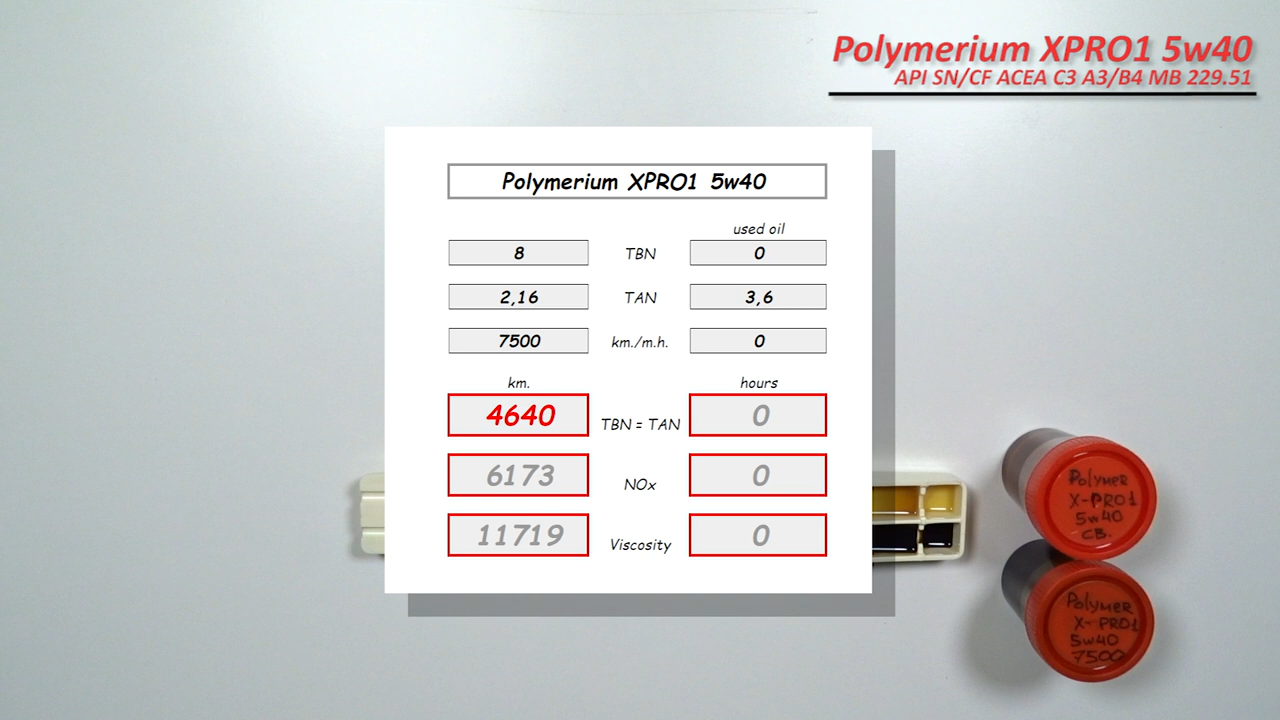 Polymerium XPRO1 5w40
API SN/CF ACEA C3 A3/B4 MB 229.51
Polymerium XPRO1 5w40
used oil
8 TBN 0
2,16 TAN 3,6
7500 km./m.h. 0
km. hours
4640 TBN = TAN 0
6173 NOx 0
11719 Viscosity 0
Polymer
X-PRO1
5w40
СВ.
Polymer
X-PRO1
5w40
7500